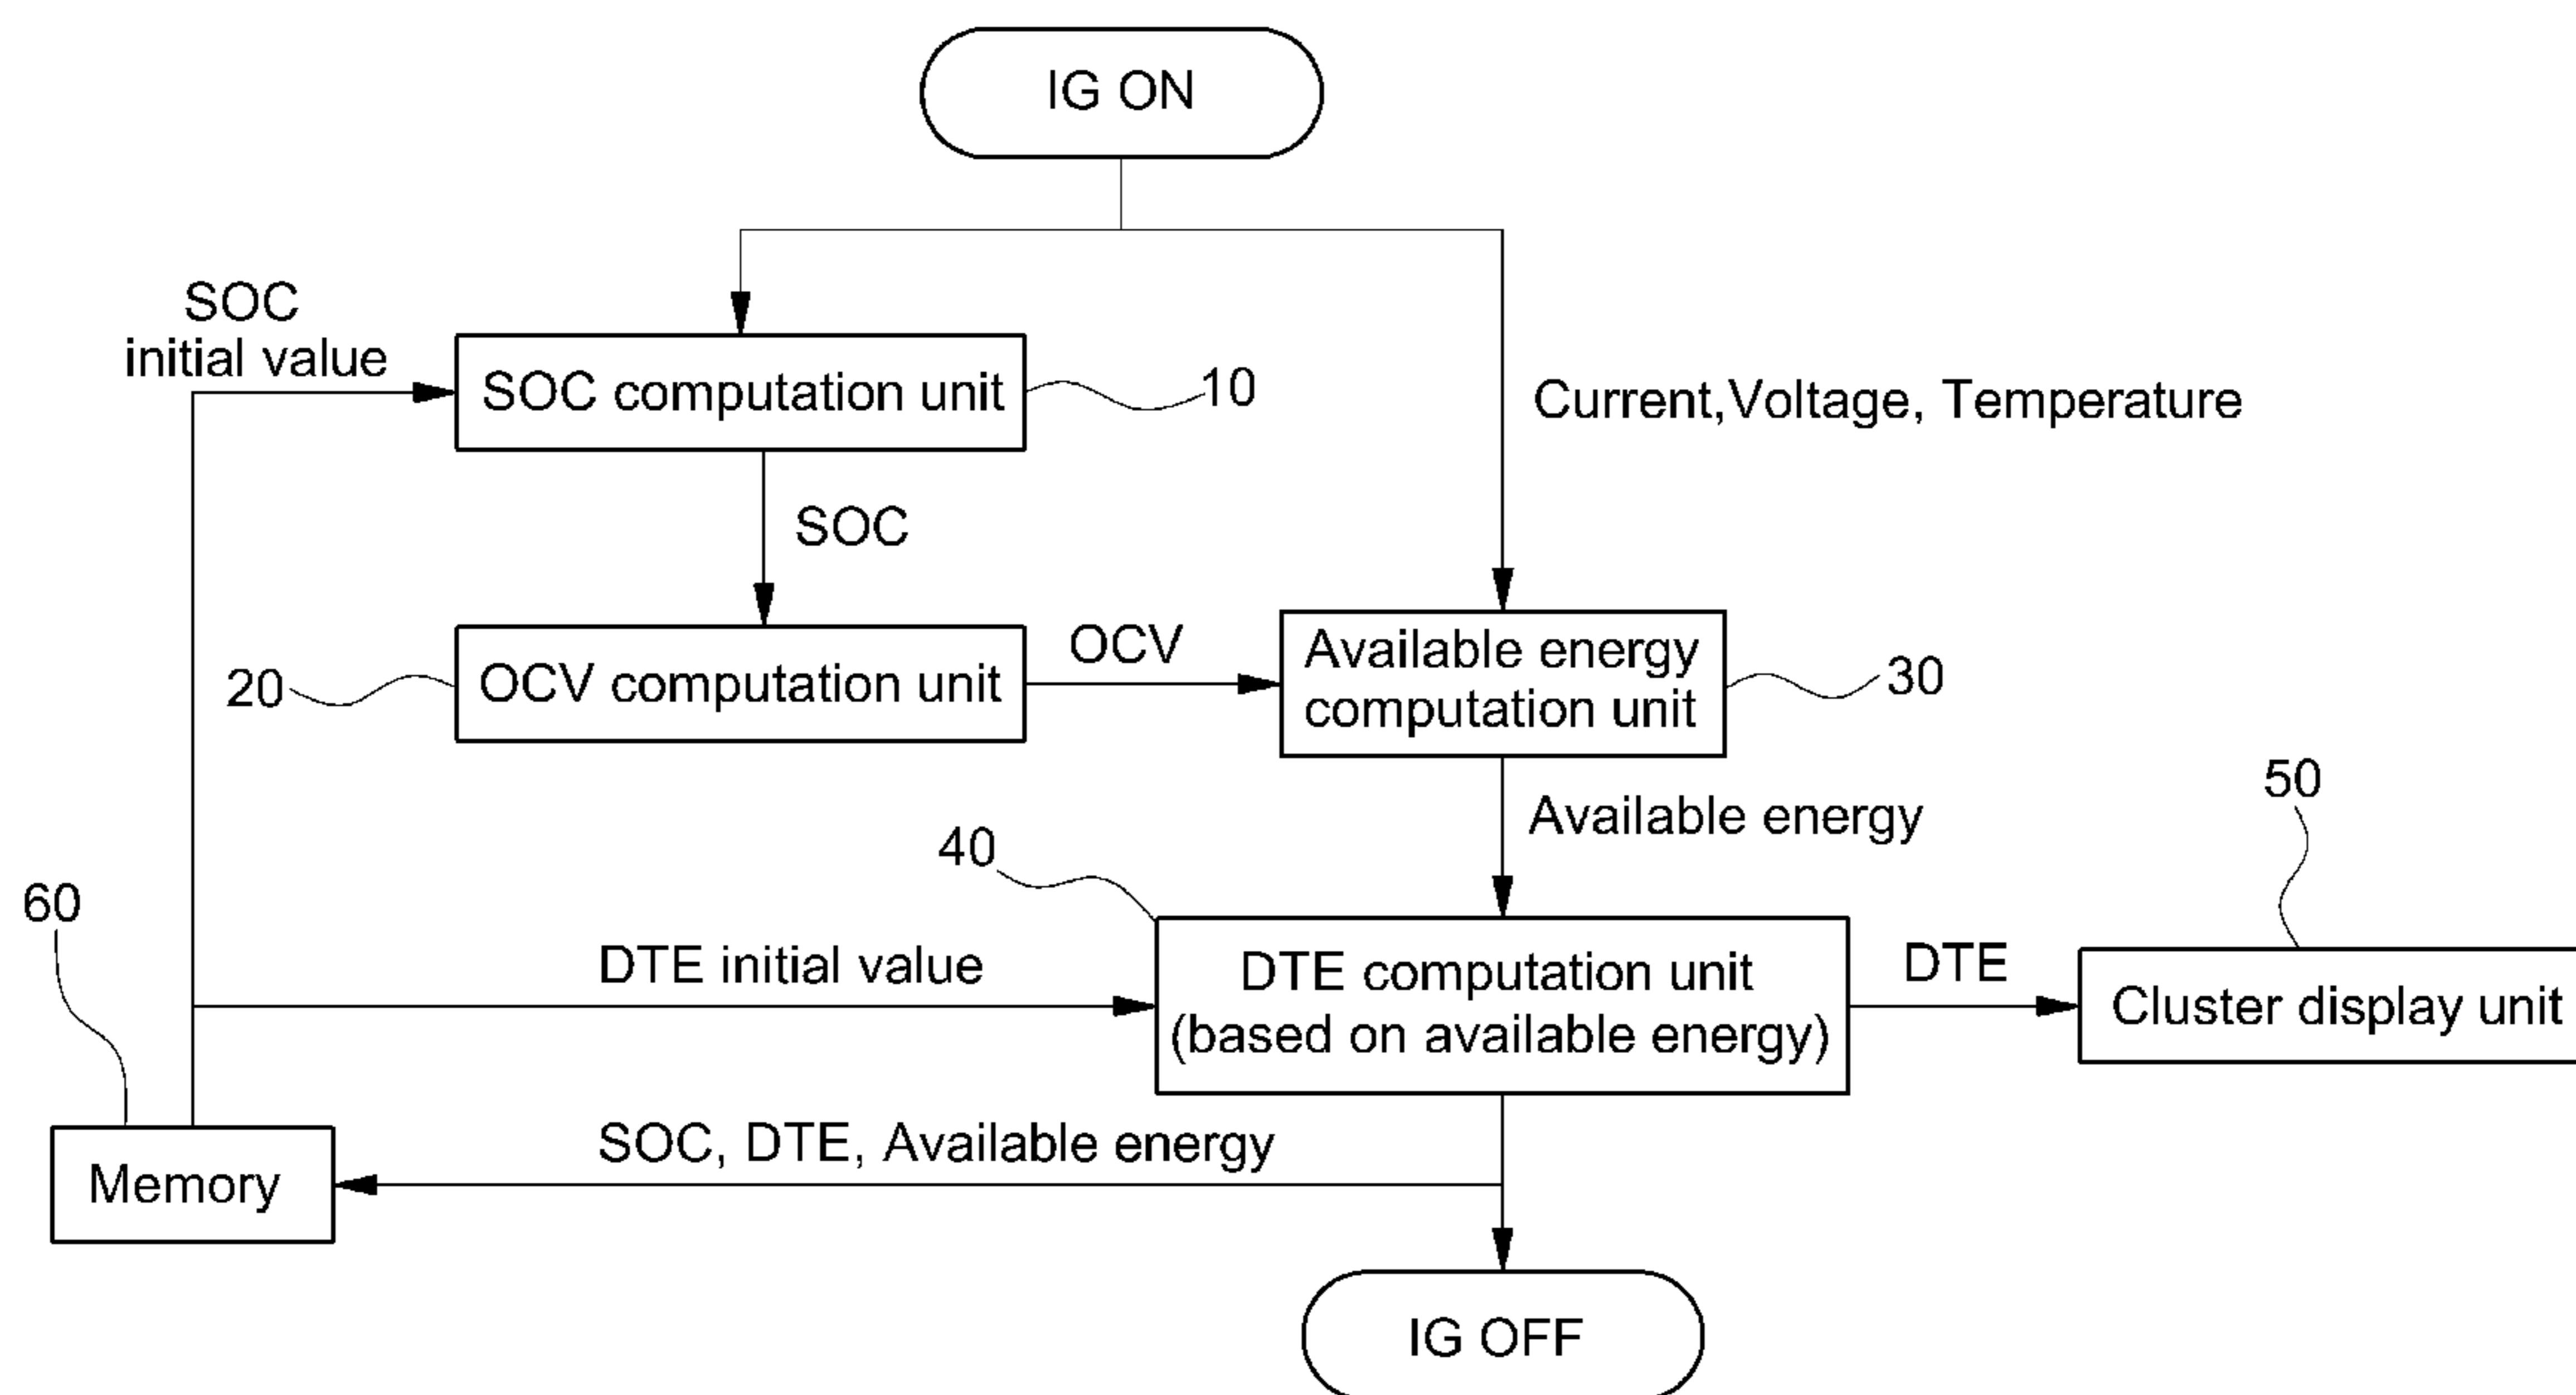 IG ON
SOC
initial value
SOC computation unit
10
Current,Voltage, Temperature
SOC
20
OCV computation unit
OCV
Available energy
computation unit
30
Available energy
50
40
60
DTE initial value
DTE computation unit
(based on available energy)
DTE
Cluster display unit
SOC, DTE, Available energy
Memory
IG OFF